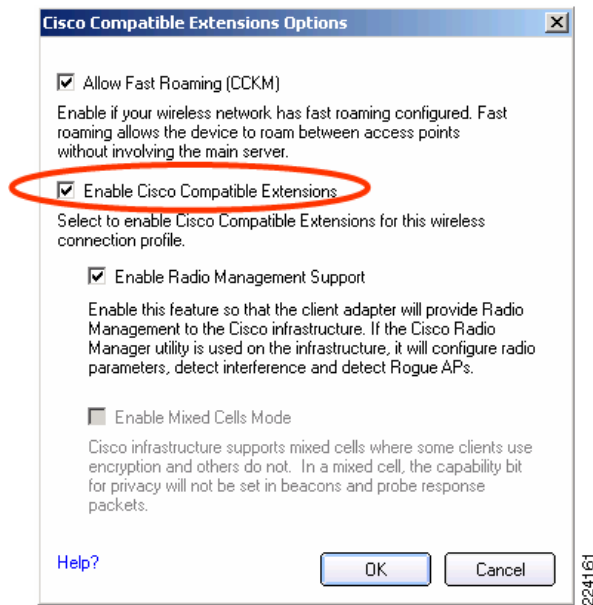 Cisco Compatible Extensions Options
Allow Fast Roaming (CCKM)
Enable if your wireless network has fast roaming configured. Fast
roaming allows the device to roam between access points
without involving the main server.
Enable Cisco Compatible Extensions
Select to enable Cisco Compatible Extensions for this wireless
connection profile.
Enable Radio Management Support
Enable this feature so that the client adapter will provide Radio
Management to the Cisco infrastructure. If the Cisco Radio
Manager utility is used on the infrastructure, it will configure radio
parameters, detect interference and detect Rogue APs.
Enable Mixed Cells Mode
Cisco infrastructure supports mixed cells where some clients use
encryption and others do not. In a mixed cell, the capability bit
for privacy will not be set in beacons and probe response
packets.
Help?
OK
Cancel
224161